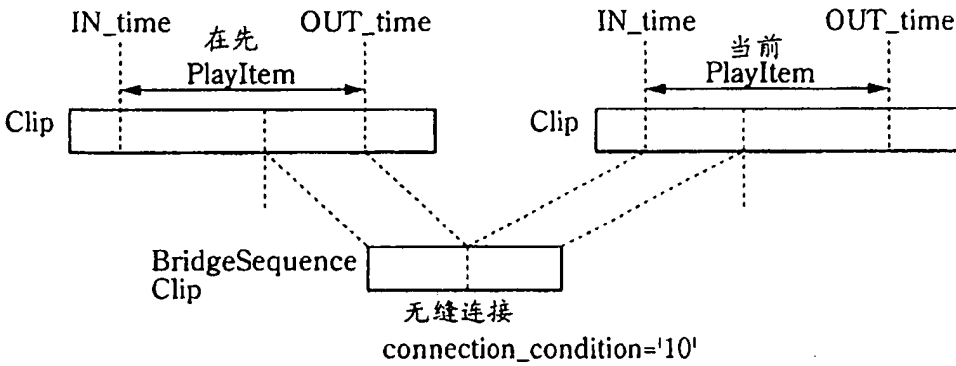 IN_time
OUT_time
在先
PlayItem
Clip
IN_time
OUT_time
当前
PlayItem
Clip
BridgeSequence
Clip
无缝连接
connection_condition='10'